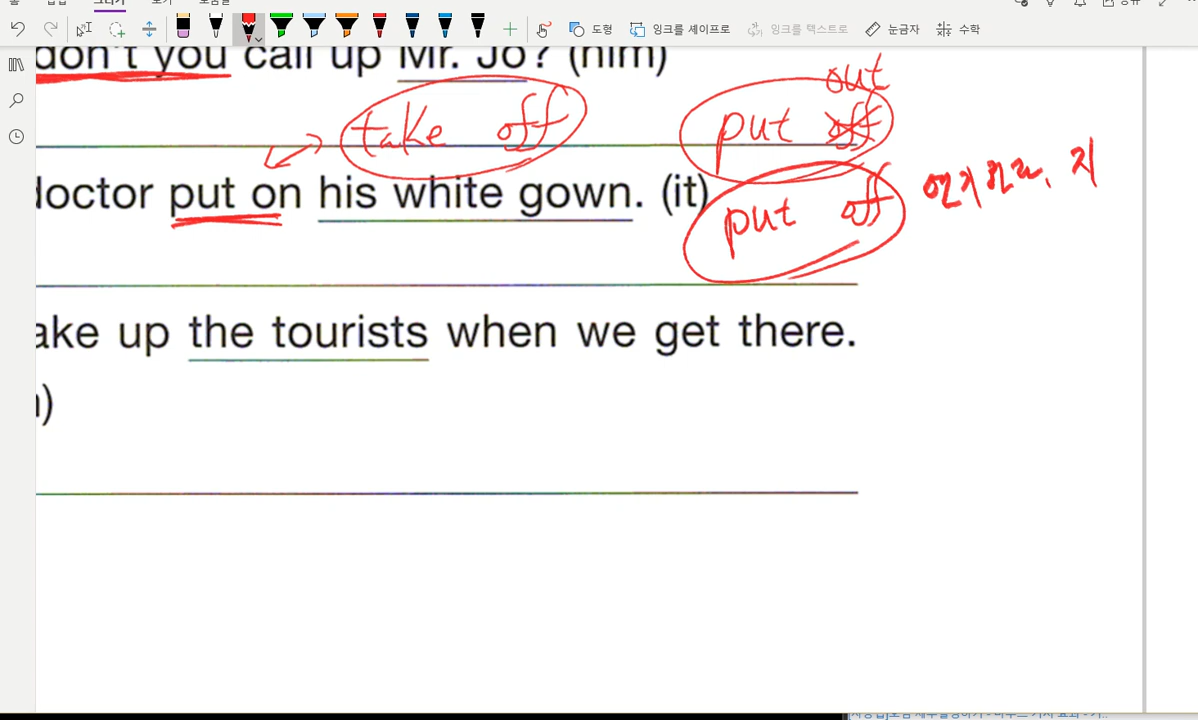 도형 잉크를 셰이프로 잉크를 텍스트로 눈금자 수학
don't you call up Mr. Jo? (him)
out
take off put off
doctor put on his white gown. (it)
put off 연기하다, 지
ake up the tourists when we get there.
)